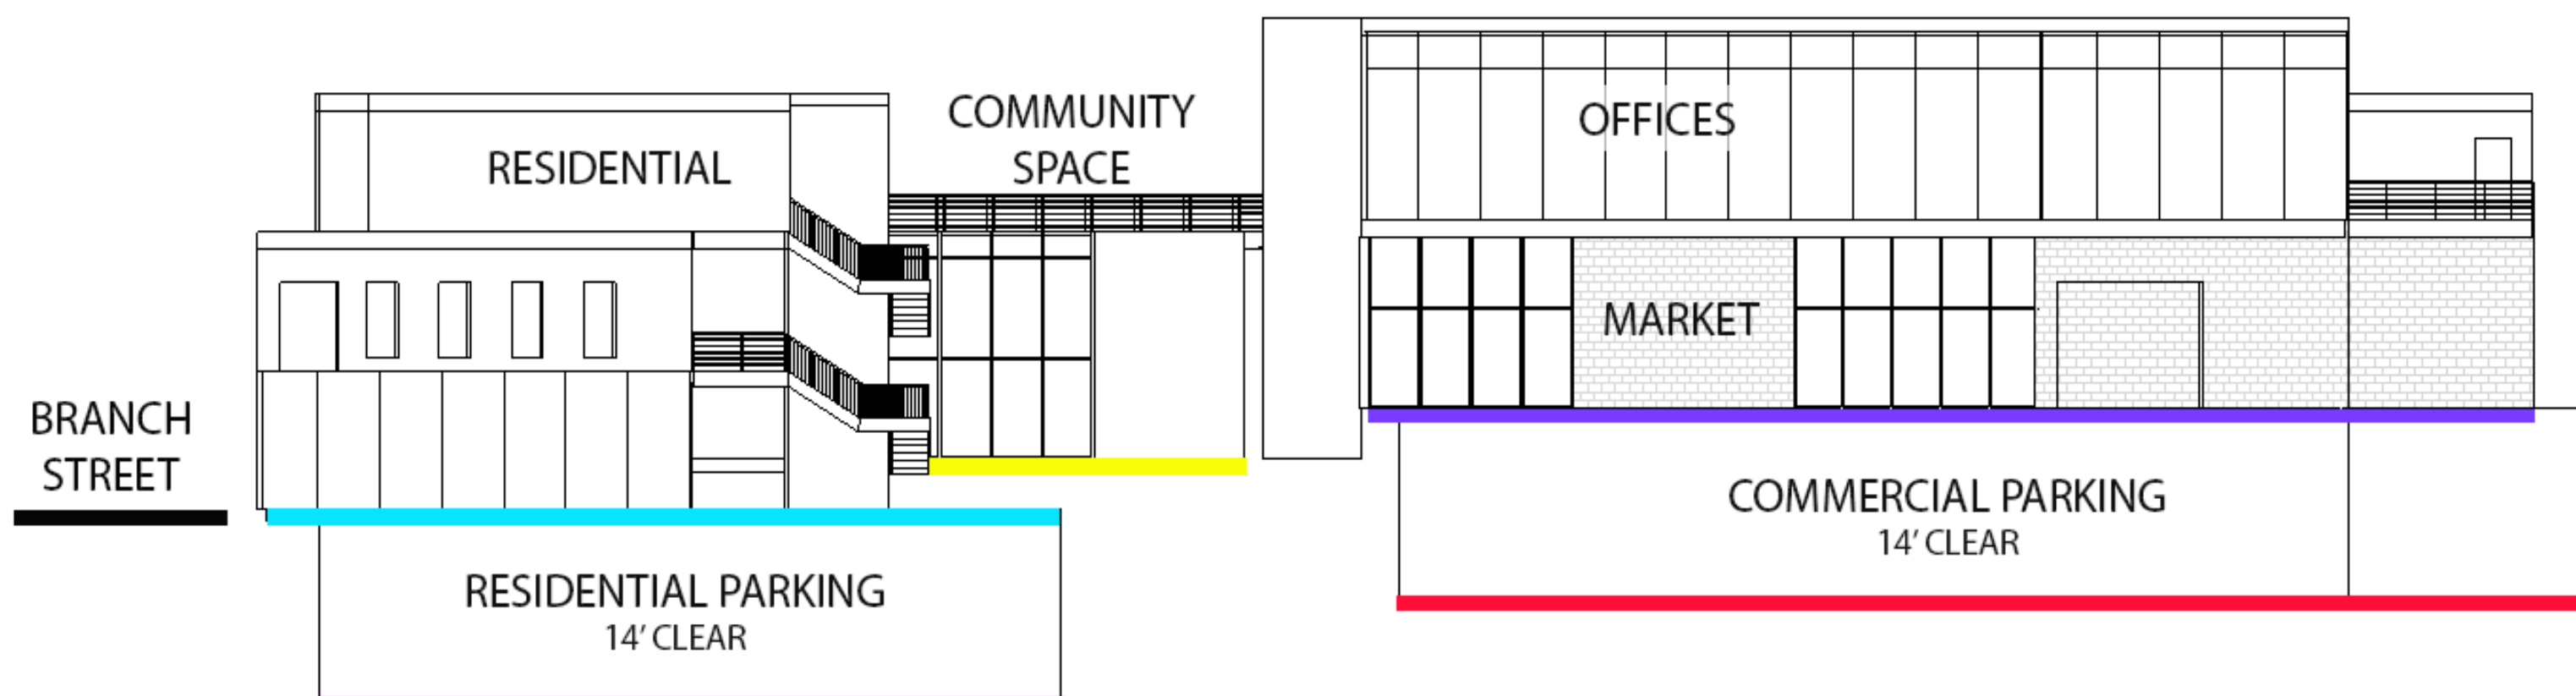 BRANCH
STREET
RESIDENTIAL
COMMUNITY
SPACE
OFFICES
MARKET
RESIDENTIAL PARKING
14’ CLEAR
COMMERCIAL PARKING
14’ CLEAR